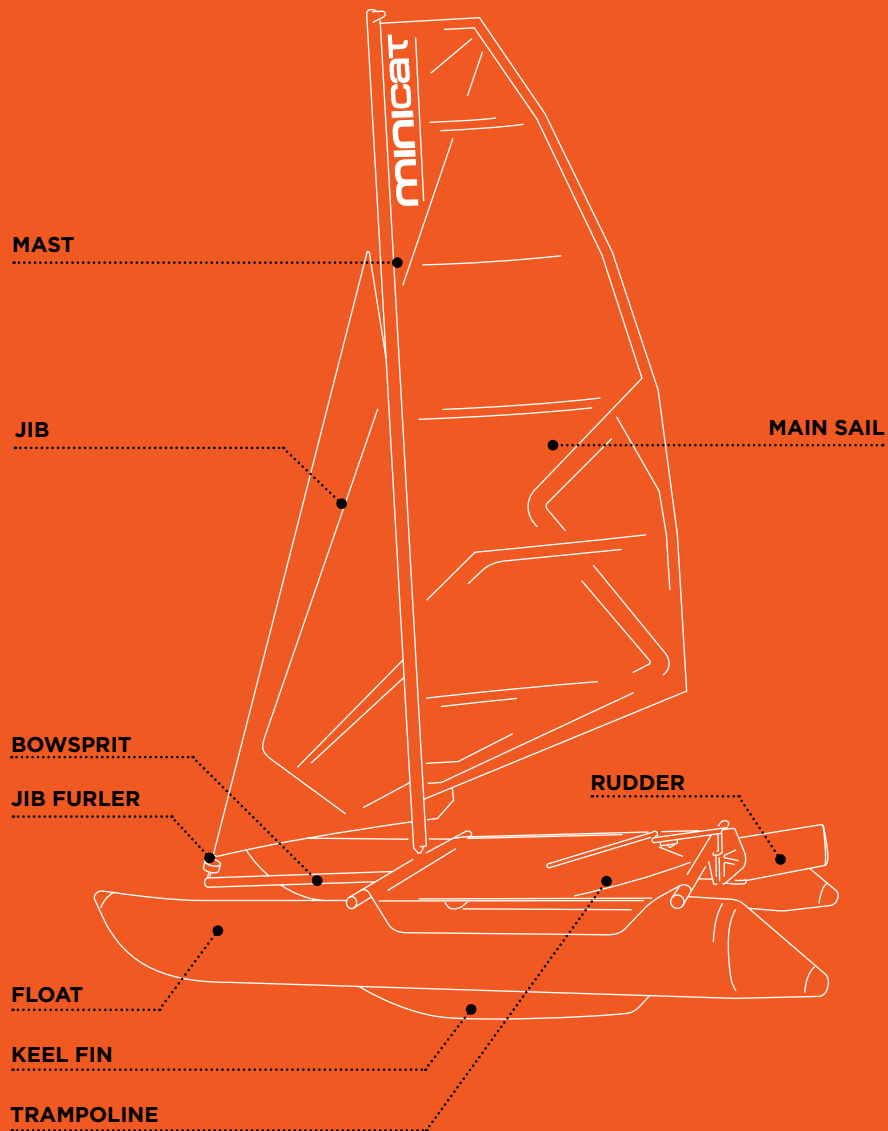 minicat
MAST
JIB
MAIN SAIL
BOWSPRIT
JIB FURLER
RUDDER
FLOAT
KEEL FIN
TRAMPOLINE